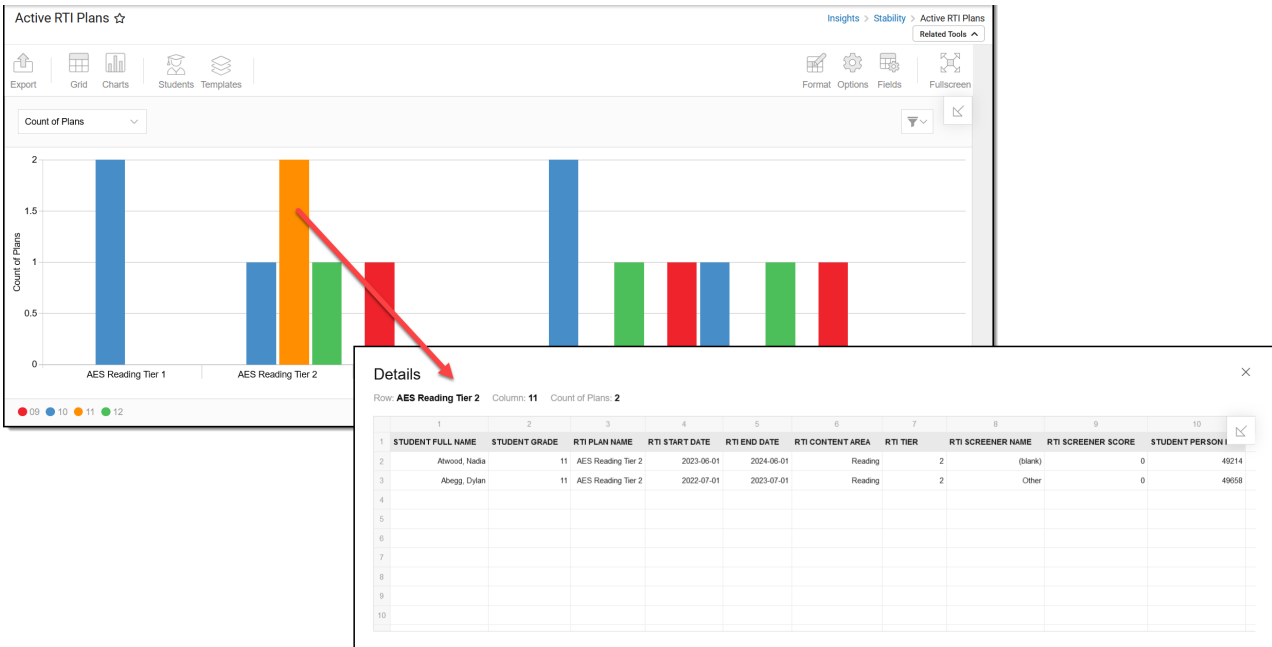 Active RTI Plans
Insights > Stability > Active RTI Plans
Related Tools
Export Grid Charts Students Templates Format Options Fields Fullscreen
Count of Plans
2
1.5
1
0.5
0
Count of Plans
AES Reading Tier 1 AES Reading Tier 2
09 10 11 12
Details
Row: AES Reading Tier 2 Column: 11 Count of Plans: 2
1 2 3 4 5 6 7 8 9 10
1 STUDENT FULL NAME STUDENT GRADE RTI PLAN NAME RTI START DATE RTI END DATE RTI CONTENT AREA RTI TIER RTI SCREENER NAME RTI SCREENER SCORE STUDENT PERSON
2 Atwood, Nadia 11 AES Reading Tier 2 2023-06-01 2024-06-01 Reading 2 (blank) 0 49214
3 Abegg, Dylan 11 AES Reading Tier 2 2022-07-01 2023-07-01 Reading 2 Other 0 49658
4
5
6
7
8
9
10